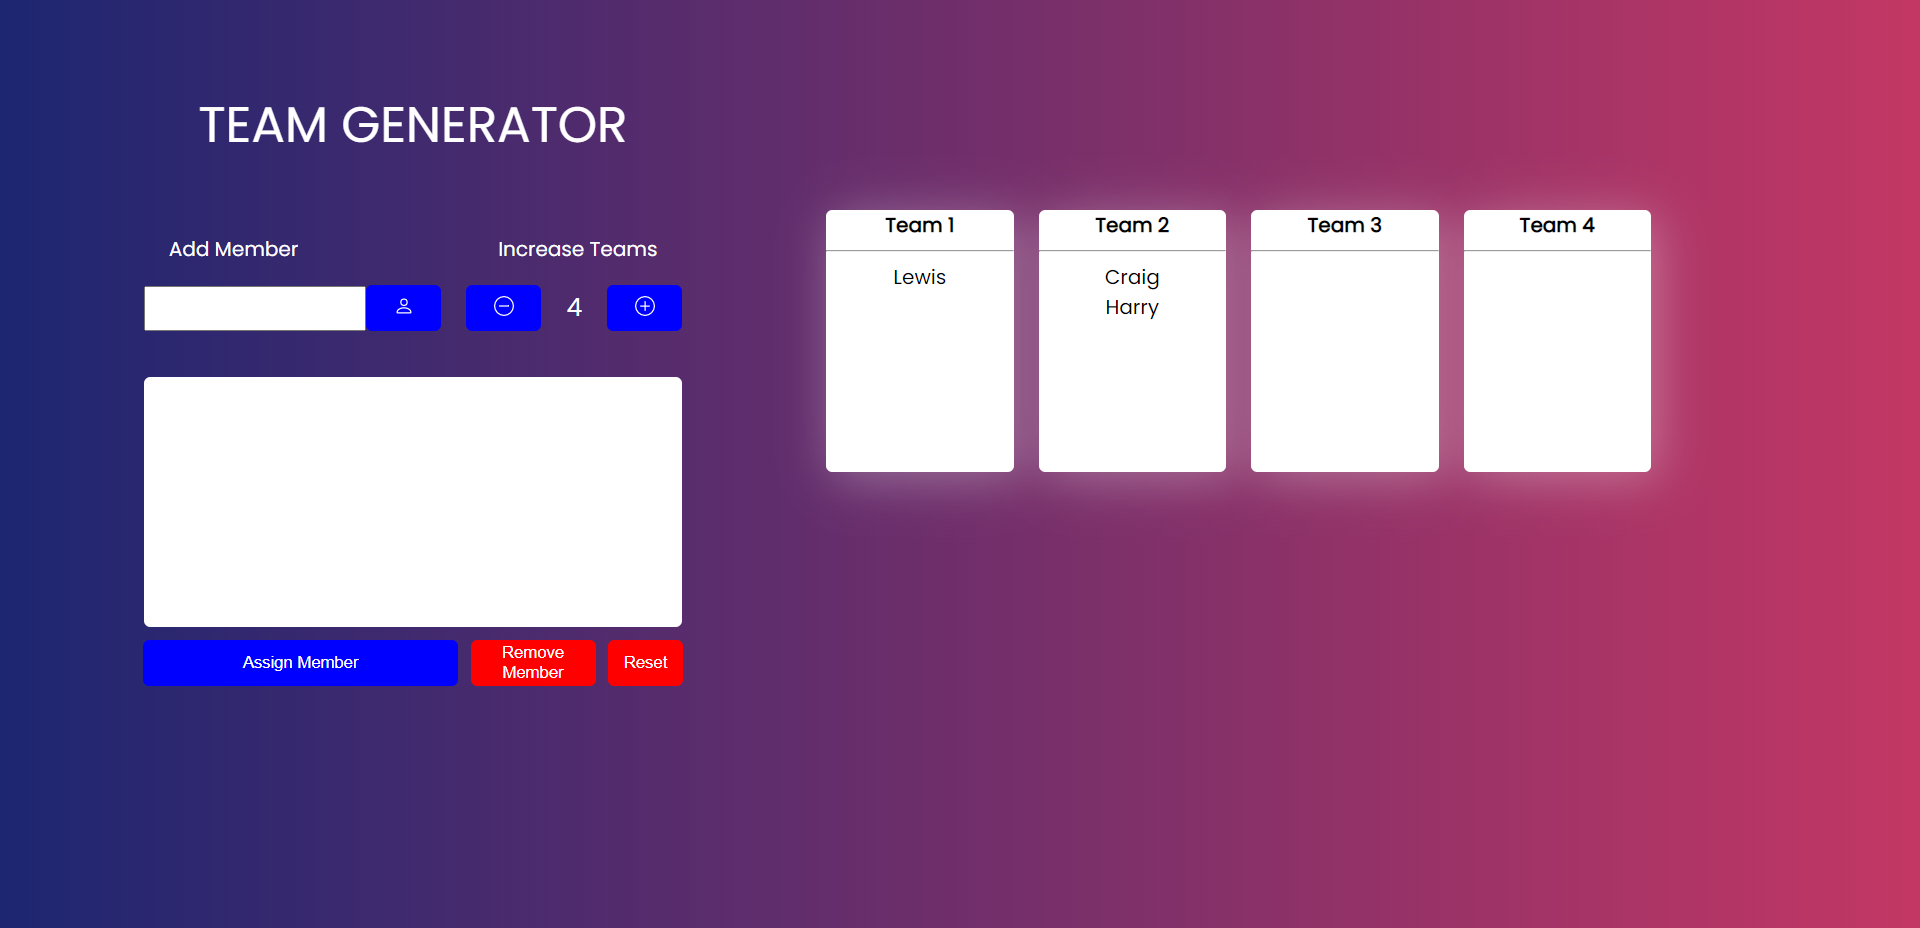 TEAM GENERATOR
Add Member
Increase Teams
4
Assign Member
Remove
Member
Reset
Team 1
Lewis
Team 2
Craig
Harry
Team 3
Team 4